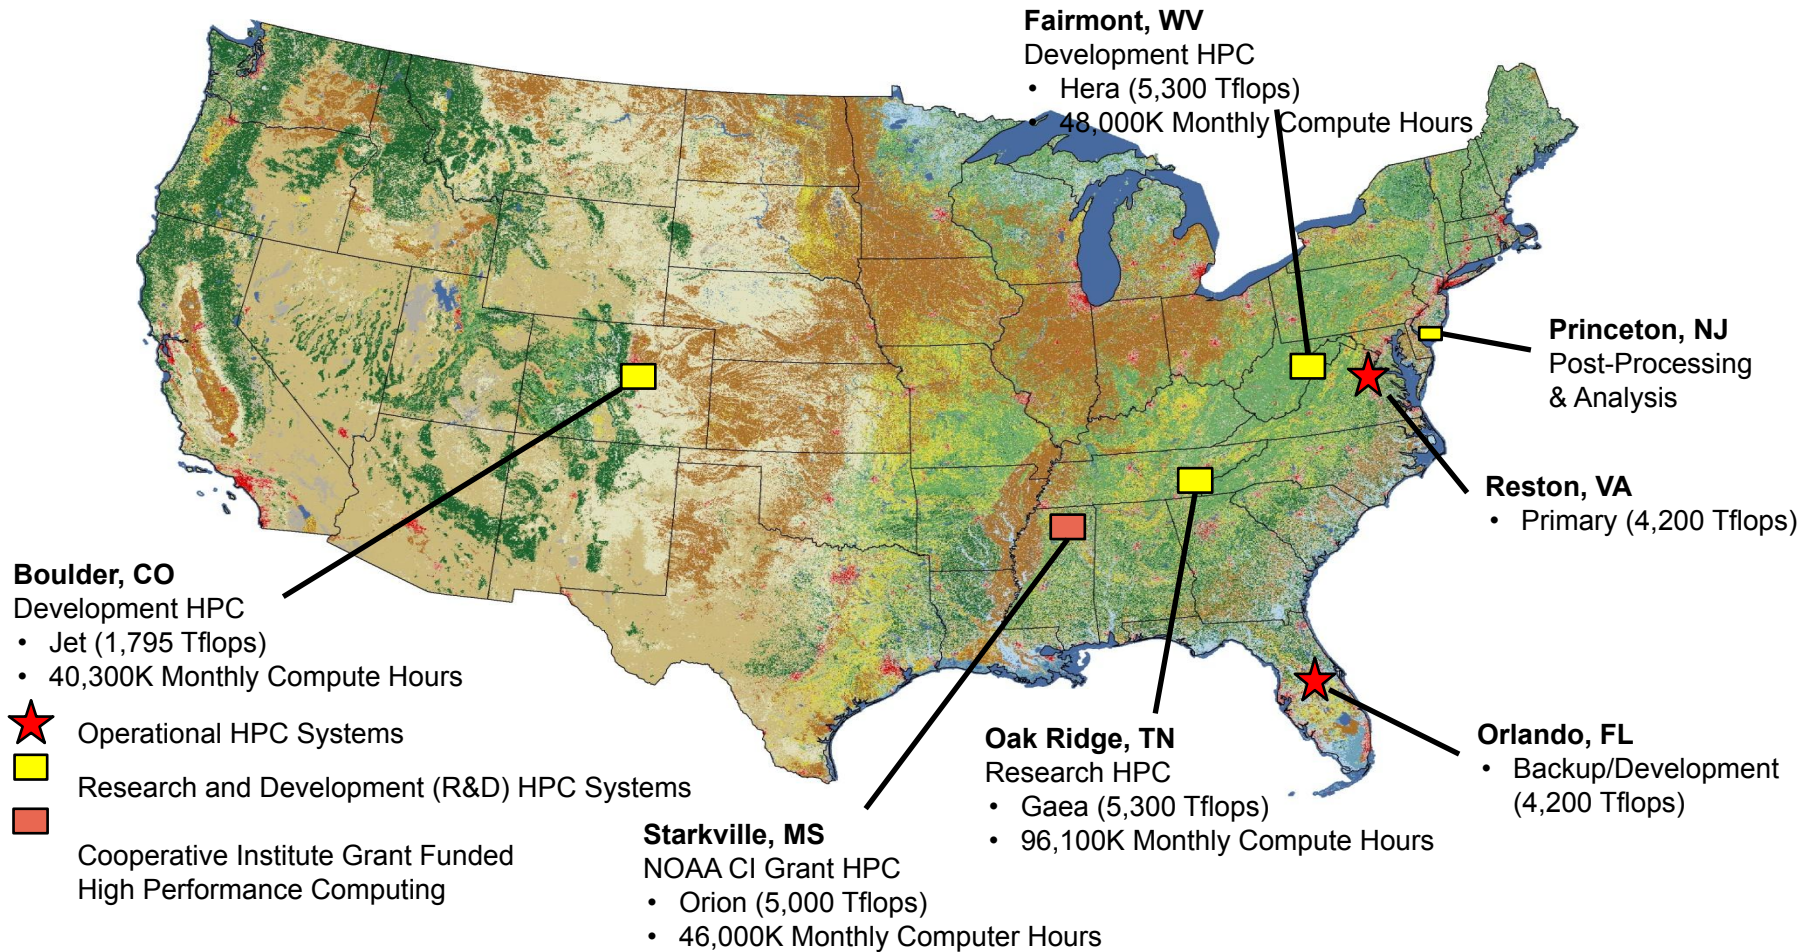 Fairmont, WV
Development HPC
• Hera (5,300 Tflops)
• 48,000K Monthly Compute Hours
Princeton, NJ
Post-Processing
& Analysis
Reston, VA
• Primary (4,200 Tflops)
Boulder, CO
Development HPC
• Jet (1,795 Tflops)
• 40,300K Monthly Compute Hours
Operational HPC Systems
Research and Development (R&D) HPC Systems
Cooperative Institute Grant Funded
High Performance Computing
Starkville, MS
NOAA CI Grant HPC
• Orion (5,000 Tflops)
• 46,000K Monthly Computer Hours
Oak Ridge, TN
Research HPC
• Gaea (5,300 Tflops)
• 96,100K Monthly Compute Hours
Orlando, FL
• Backup/Development
(4,200 Tflops)